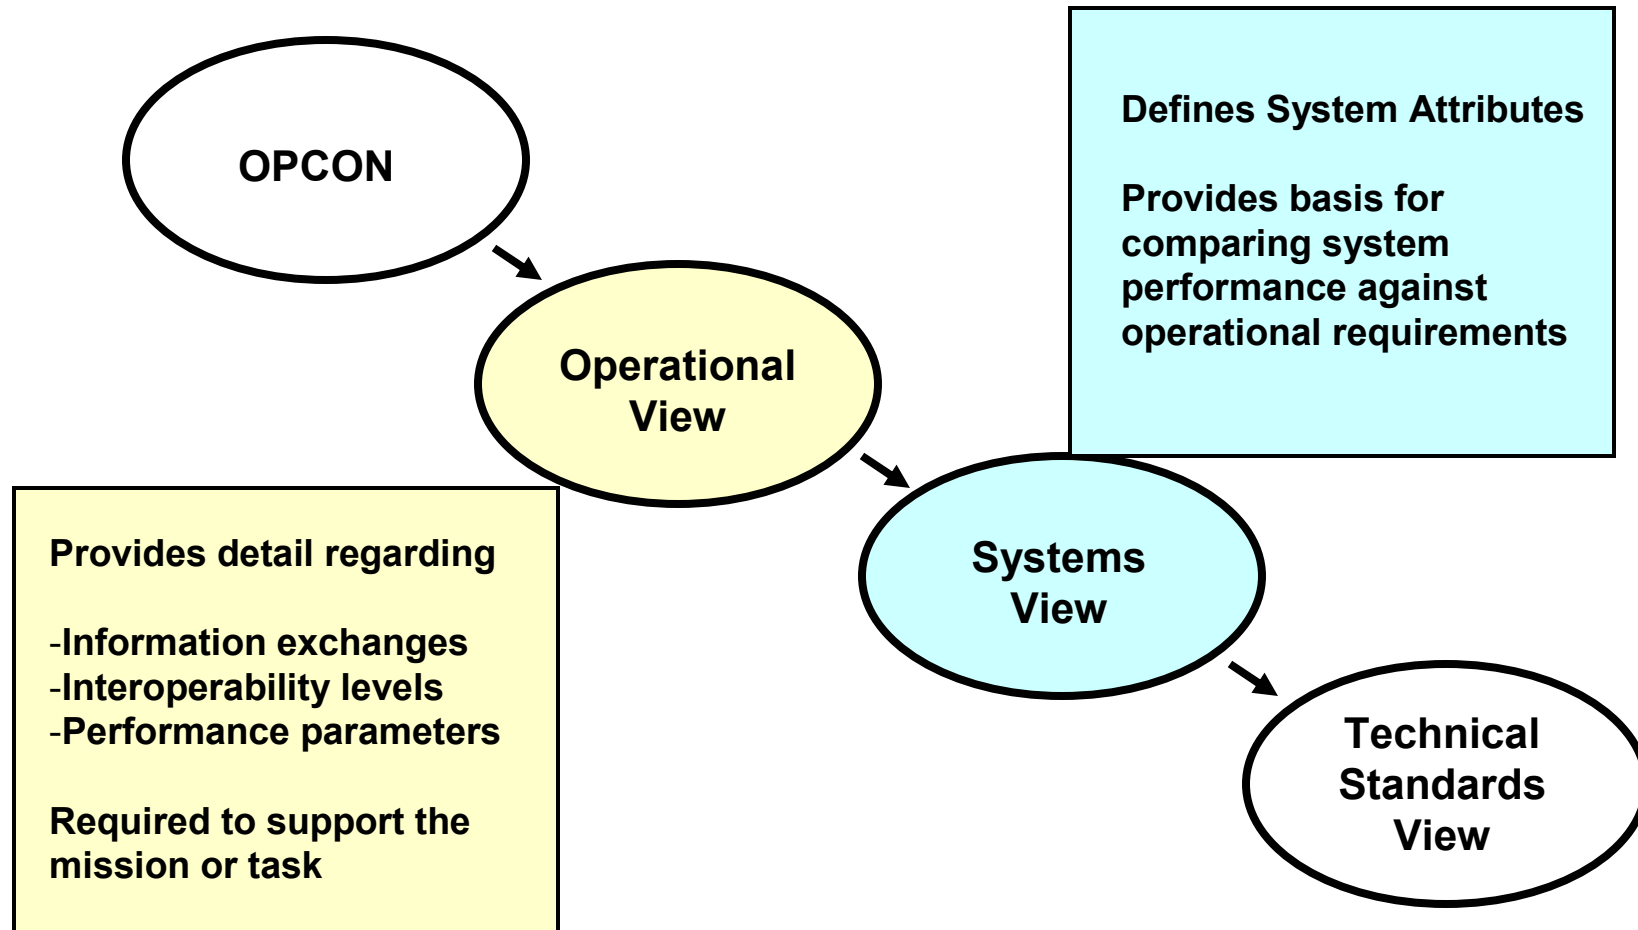 OPCON
Defines System Attributes
Provides basis for
comparing system
performance against
operational requirements
Operational
View
Systems
View
Provides detail regarding
-Information exchanges
-Interoperability levels
-Performance parameters
Required to support the
mission or task
Technical
Standards
View